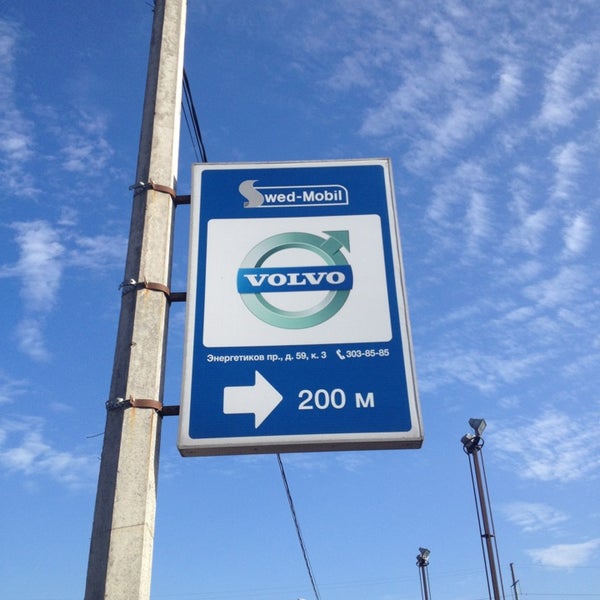 Swed-Mobil
VOLVO
Энергетиков пр., д. 59, к. 3 303-85-85
200 м